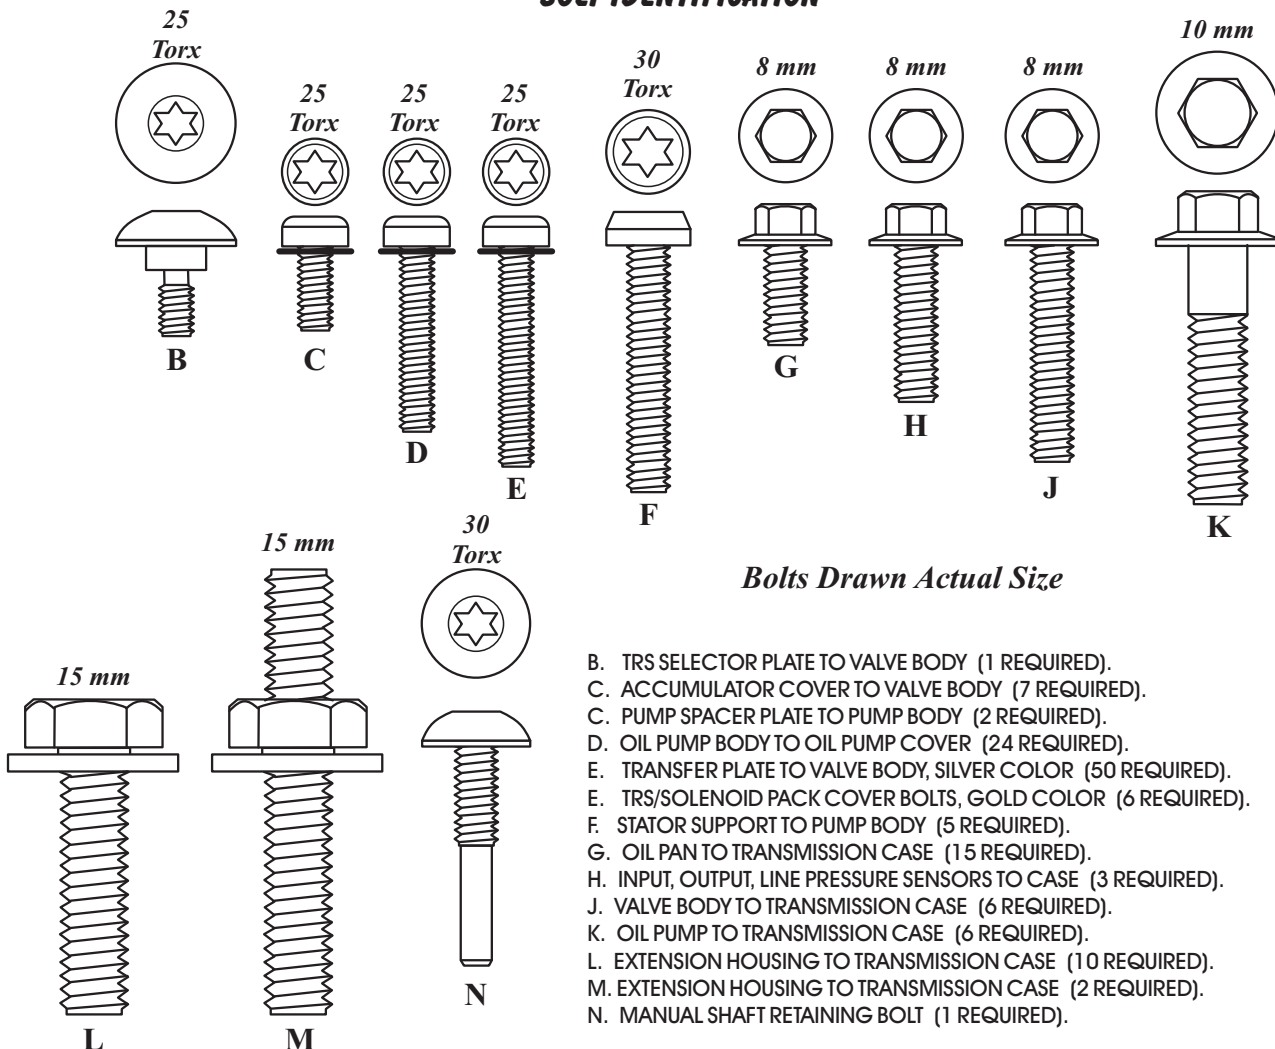 BOLT IDENTIFICATION
25
Torx
25
Torx
25
Torx
25
Torx
30
Torx
8 mm
8 mm
8 mm
10 mm
B
C
D
E
F
G
H
J
K
15 mm
15 mm
30
Torx
L
M
N
Bolts Drawn Actual Size
B. TRS SELECTOR PLATE TO VALVE BODY (1 REQUIRED).
C. ACCUMULATOR COVER TO VALVE BODY (7 REQUIRED).
C. PUMP SPACER PLATE TO PUMP BODY (2 REQUIRED).
D. OIL PUMP BODY TO OIL PUMP COVER (24 REQUIRED).
E. TRANSFER PLATE TO VALVE BODY, SILVER COLOR (50 REQUIRED).
E. TRS/SOLENOID PACK COVER BOLTS, GOLD COLOR (6 REQUIRED).
F. STATOR SUPPORT TO PUMP BODY (5 REQUIRED).
G. OIL PAN TO TRANSMISSION CASE (15 REQUIRED).
H. INPUT, OUTPUT, LINE PRESSURE SENSORS TO CASE (3 REQUIRED).
J. VALVE BODY TO TRANSMISSION CASE (6 REQUIRED).
K. OIL PUMP TO TRANSMISSION CASE (6 REQUIRED).
L. EXTENSION HOUSING TO TRANSMISSION CASE (10 REQUIRED).
M. EXTENSION HOUSING TO TRANSMISSION CASE (2 REQUIRED).
N. MANUAL SHAFT RETAINING BOLT (1 REQUIRED).